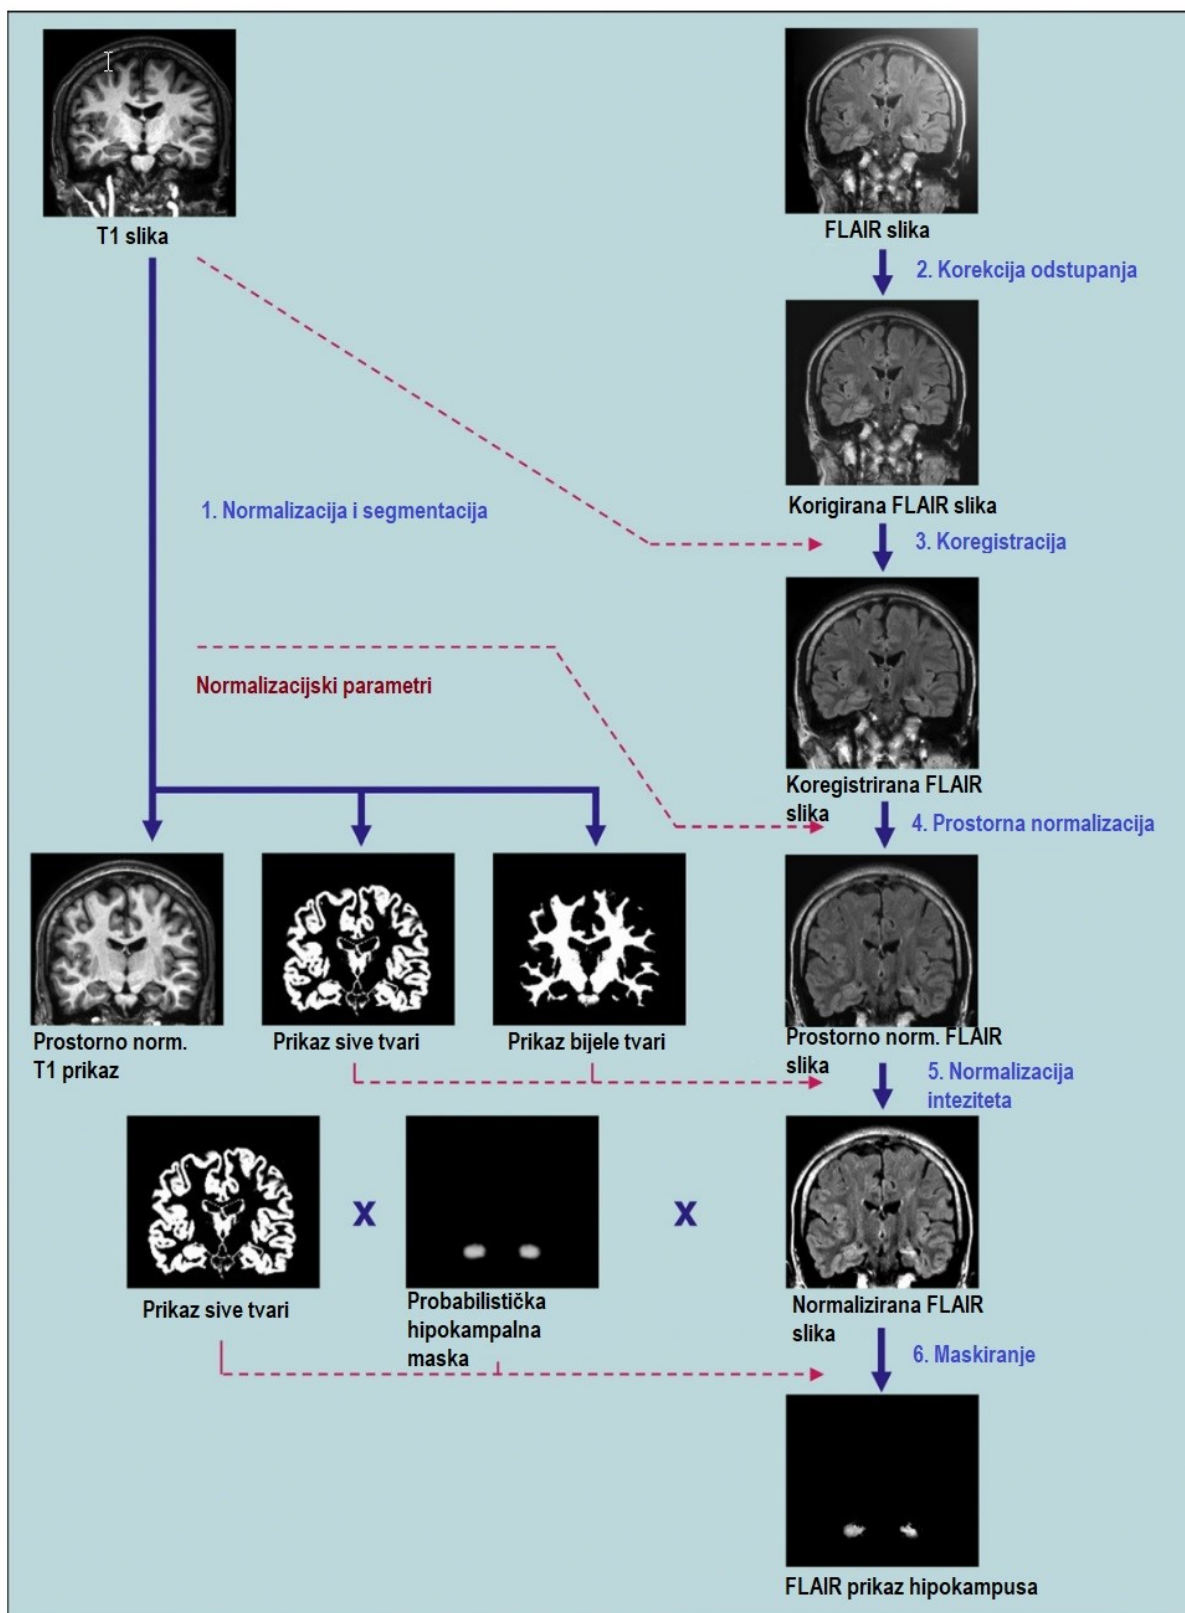 T1 slika
FLAIR slika
2. Korekcija odstupanja
1. Normalizacija i segmentacija
Korigirana FLAIR slika
3. Koregistracija
Normalizacijski parametri
Koregistrirana FLAIR
slika
4. Prostorna normalizacija
Prostorno norm.
T1 prikaz
Prikaz sive tvari
Prikaz bijele tvari
Prostorno norm. FLAIR
slika
5. Normalizacija
inteziteta
X
X
Prikaz sive tvari
Probabilistička
hipokampalna
maska
Normalizirana FLAIR
slika
6. Maskiranje
FLAIR prikaz hipokampusa